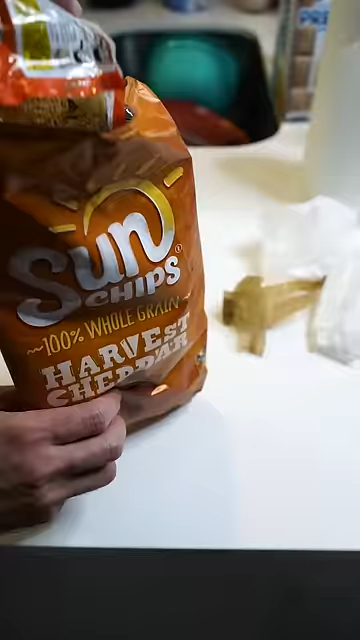 Sun
CHIPS®
~100% WHOLE GRAIN~
HARVEST
CHEDDAR